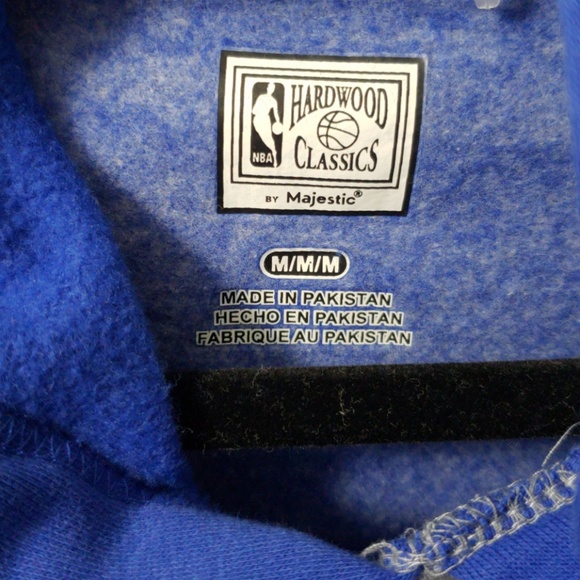 HARDWOOD
CLASSICS
NBA
BY Majestic®
M/M/M
MADE IN PAKISTAN
HECHO EN PAKISTAN
FABRIQUE AU PAKISTAN